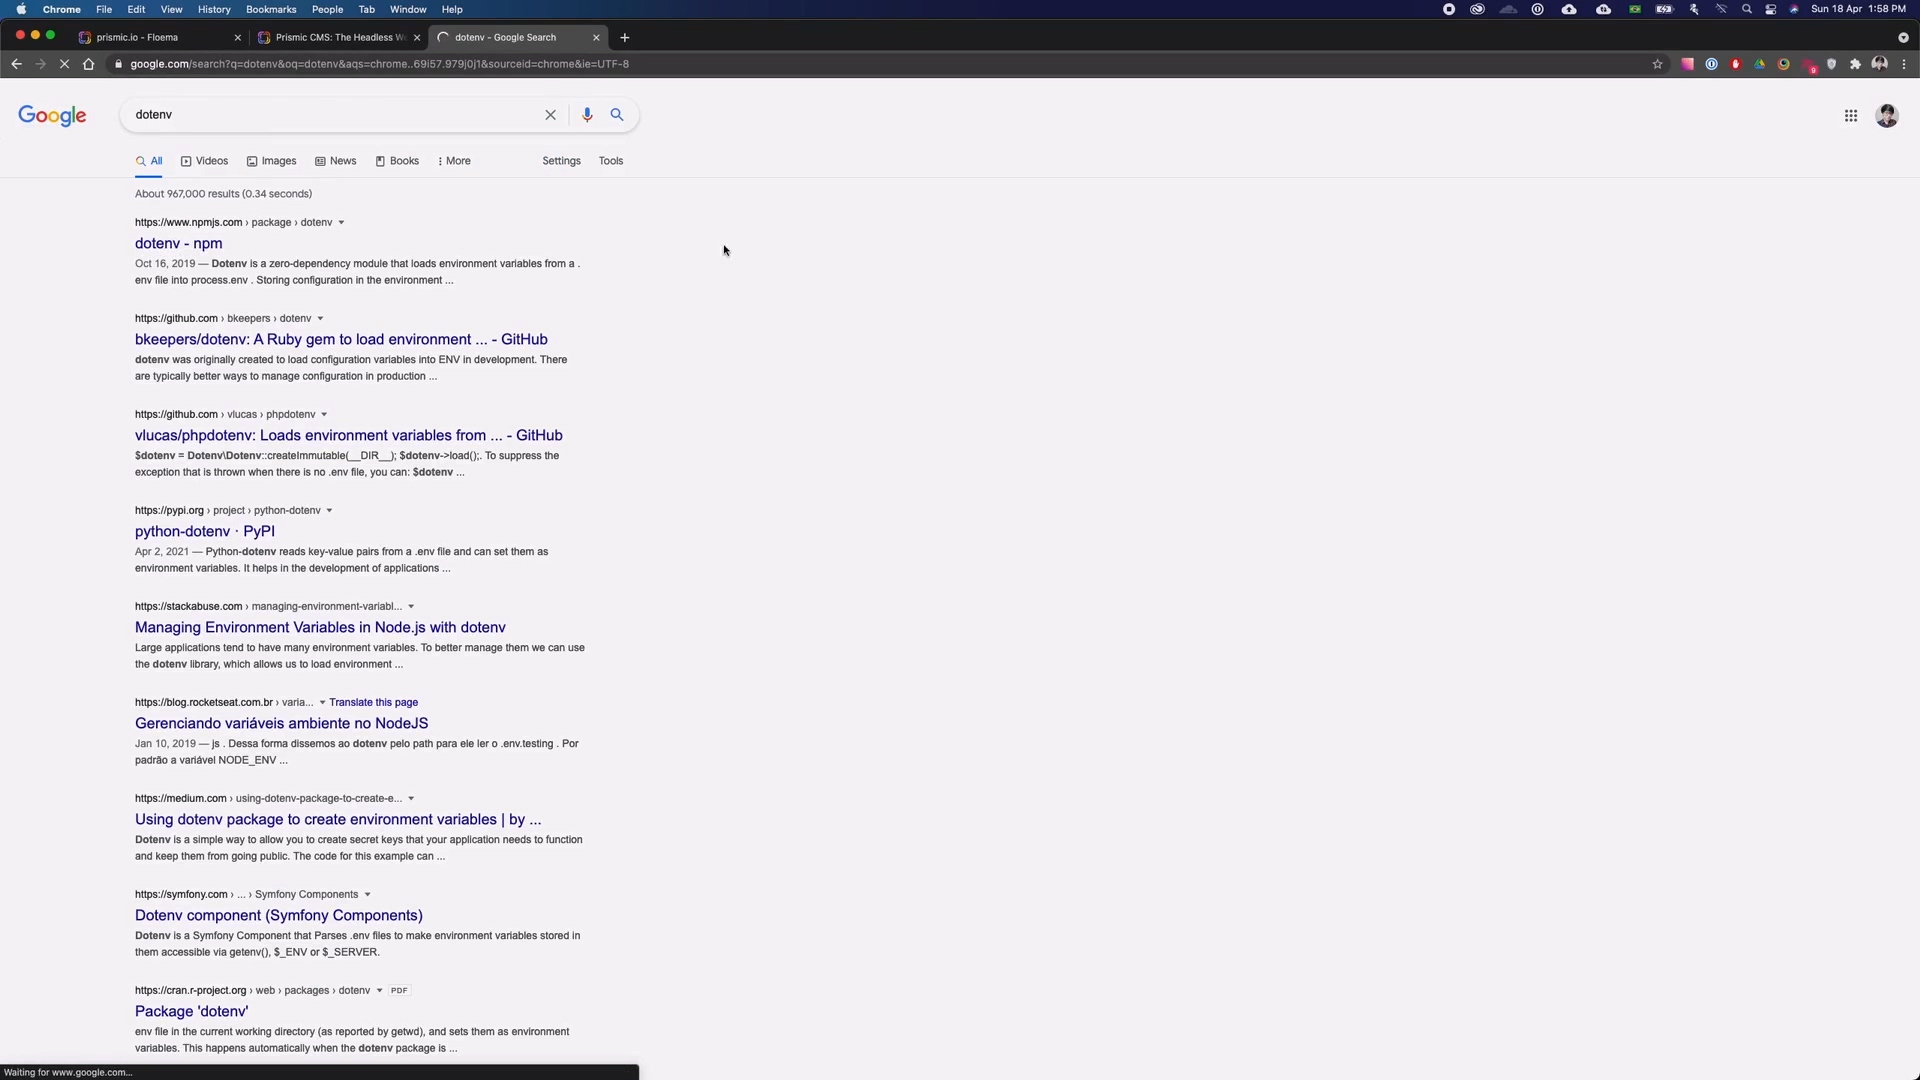 Chrome File Edit View History Bookmarks People Tab Window Help Sun 18 Apr 1:58 PM
prismic.io - Floema
Prismic CMS: The Headless W
dotenv - Google Search
google.com/search?q=dotenv&oq=dotenv&aqs=chrome..69i57.979j0j1&sourceid=chrome&ie=UTF-8
9
Google
dotenv
All Videos Images News Books More Settings Tools
About 967,000 results (0.34 seconds)
https://www.npmjs.com › package › dotenv
dotenv - npm
Oct 16, 2019 — Dotenv is a zero-dependency module that loads environment variables from a .
env file into process.env . Storing configuration in the environment ...
https://github.com › bkeepers › dotenv
bkeepers/dotenv: A Ruby gem to load environment ... - GitHub
dotenv was originally created to load configuration variables into ENV in development. There
are typically better ways to manage configuration in production ...
https://github.com › vlucas › phpdotenv
vlucas/phpdotenv: Loads environment variables from ... - GitHub
$dotenv = Dotenv\Dotenv::createImmutable(__DIR__); $dotenv->load();. To suppress the
exception that is thrown when there is no .env file, you can: $dotenv ...
https://pypi.org › project › python-dotenv
python-dotenv · PyPI
Apr 2, 2021 — Python-dotenv reads key-value pairs from a .env file and can set them as
environment variables. It helps in the development of applications ...
https://stackabuse.com › managing-environment-variabl...
Managing Environment Variables in Node.js with dotenv
Large applications tend to have many environment variables. To better manage them we can use
the dotenv library, which allows us to load environment ...
https://blog.rocketseat.com.br › varia... Translate this page
Gerenciando variáveis ambiente no NodeJS
Jan 10, 2019 — js . Dessa forma dissemos ao dotenv pelo path para ele ler o .env.testing . Por
padrão a variável NODE_ENV ...
https://medium.com › using-dotenv-package-to-create-e...
Using dotenv package to create environment variables | by ...
Dotenv is a simple way to allow you to create secret keys that your application needs to function
and keep them from going public. The code for this example can ...
https://symfony.com › ... › Symfony Components
Dotenv component (Symfony Components)
Dotenv is a Symfony Component that Parses .env files to make environment variables stored in
them accessible via getenv(), $_ENV or $_SERVER.
https://cran.r-project.org › web › packages › dotenv PDF
Package 'dotenv'
env file in the current working directory (as reported by getwd), and sets them as environment
variables. This happens automatically when the dotenv package is ...
Waiting for www.google.com...